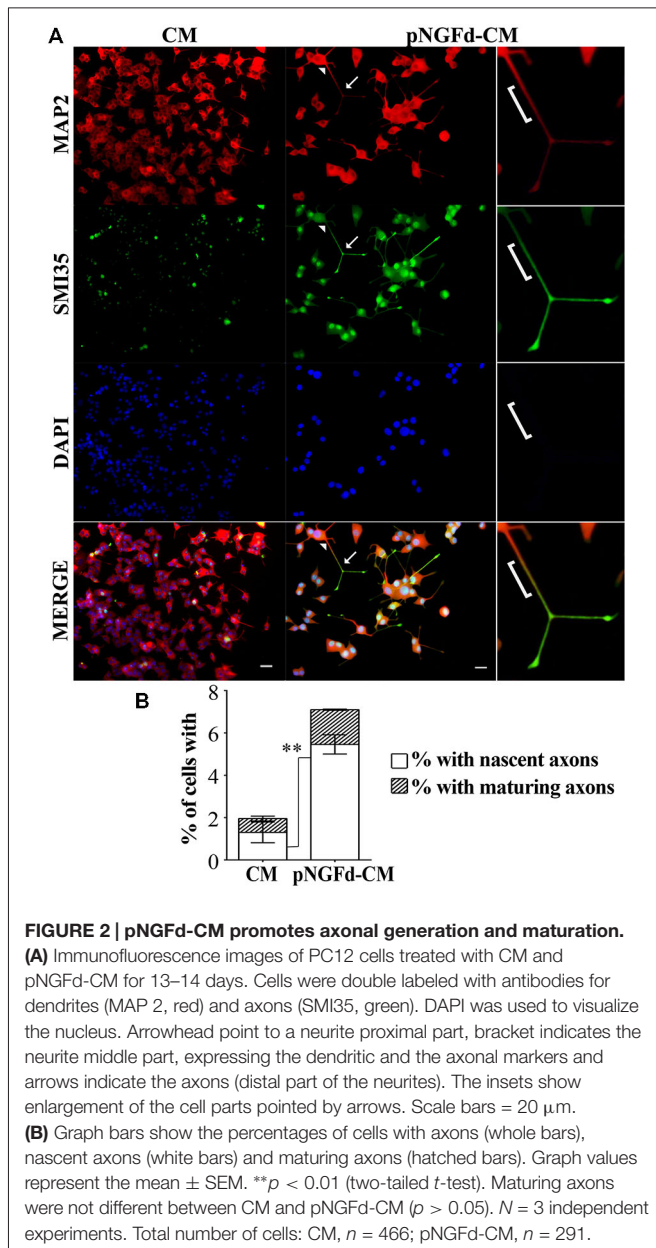 A
CM
pNGFd-CM
MAP2
SMI35
DAPI
MERGE
B
8
6
4
2
0
% of cells with
**
CM
pNGFd-CM
% with nascent axons
% with maturing axons
FIGURE 2 | pNGFd-CM promotes axonal generation and maturation.
(A) Immunofluorescence images of PC12 cells treated with CM and
pNGFd-CM for 13–14 days. Cells were double labeled with antibodies for
dendrites (MAP 2, red) and axons (SMI35, green). DAPI was used to visualize
the nucleus. Arrowhead point to a neurite proximal part, bracket indicates the
neurite middle part, expressing the dendritic and the axonal markers and
arrows indicate the axons (distal part of the neurites). The insets show
enlargement of the cell parts pointed by arrows. Scale bars = 20 μm.
(B) Graph bars show the percentages of cells with axons (whole bars),
nascent axons (white bars) and maturing axons (hatched bars). Graph values
represent the mean ± SEM. **p < 0.01 (two-tailed t-test). Maturing axons
were not different between CM and pNGFd-CM (p > 0.05). N = 3 independent
experiments. Total number of cells: CM, n = 466; pNGFd-CM, n = 291.